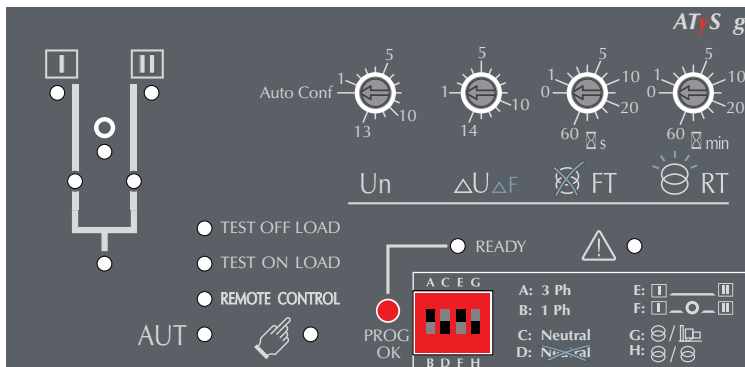 ATyS g
I II
Auto Conf 1 5 10 13
1 5 10 14
0 1 5 10 20 60 s
0 1 5 10 20 60 min
Un ΔU ΔF FT RT
TEST OFF LOAD
TEST ON LOAD
REMOTE CONTROL
AUT
READY
PROG
OK
A C E G
B D F H
A: 3 Ph
B: 1 Ph
C: Neutral
D: Neutral
E: I II
F: I O II
G: /
H: /